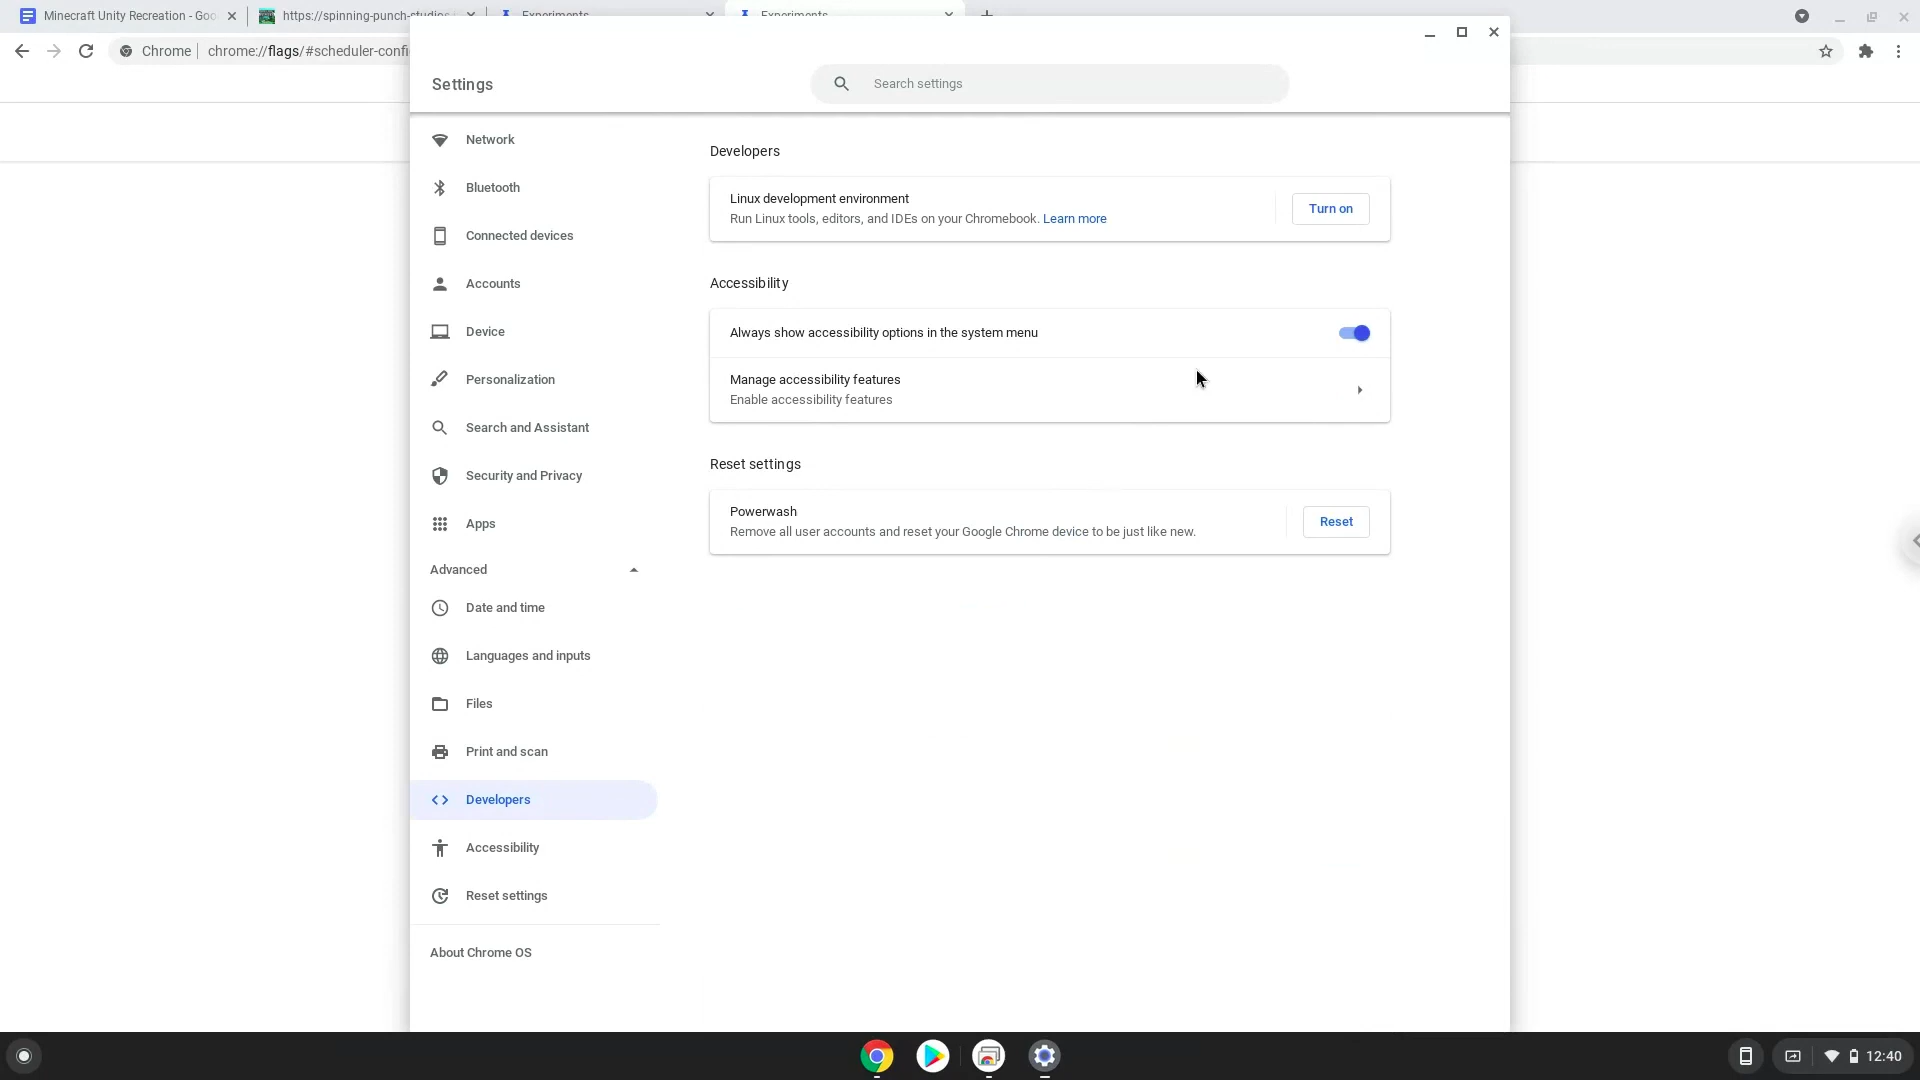 Minecraft Unity Recreation - Goo
https://spinning-punch-studios
Experiments
Experiments
Chrome
chrome://flags/#scheduler-confi
Settings
Search settings
Network
Bluetooth
Connected devices
Accounts
Device
Personalization
Search and Assistant
Security and Privacy
Apps
Advanced
Date and time
Languages and inputs
Files
Print and scan
Developers
Accessibility
Reset settings
About Chrome OS
Developers
Linux development environment
Run Linux tools, editors, and IDEs on your Chromebook. Learn more
Turn on
Accessibility
Always show accessibility options in the system menu
Manage accessibility features
Enable accessibility features
Reset settings
Powerwash
Remove all user accounts and reset your Google Chrome device to be just like new.
Reset
12:40